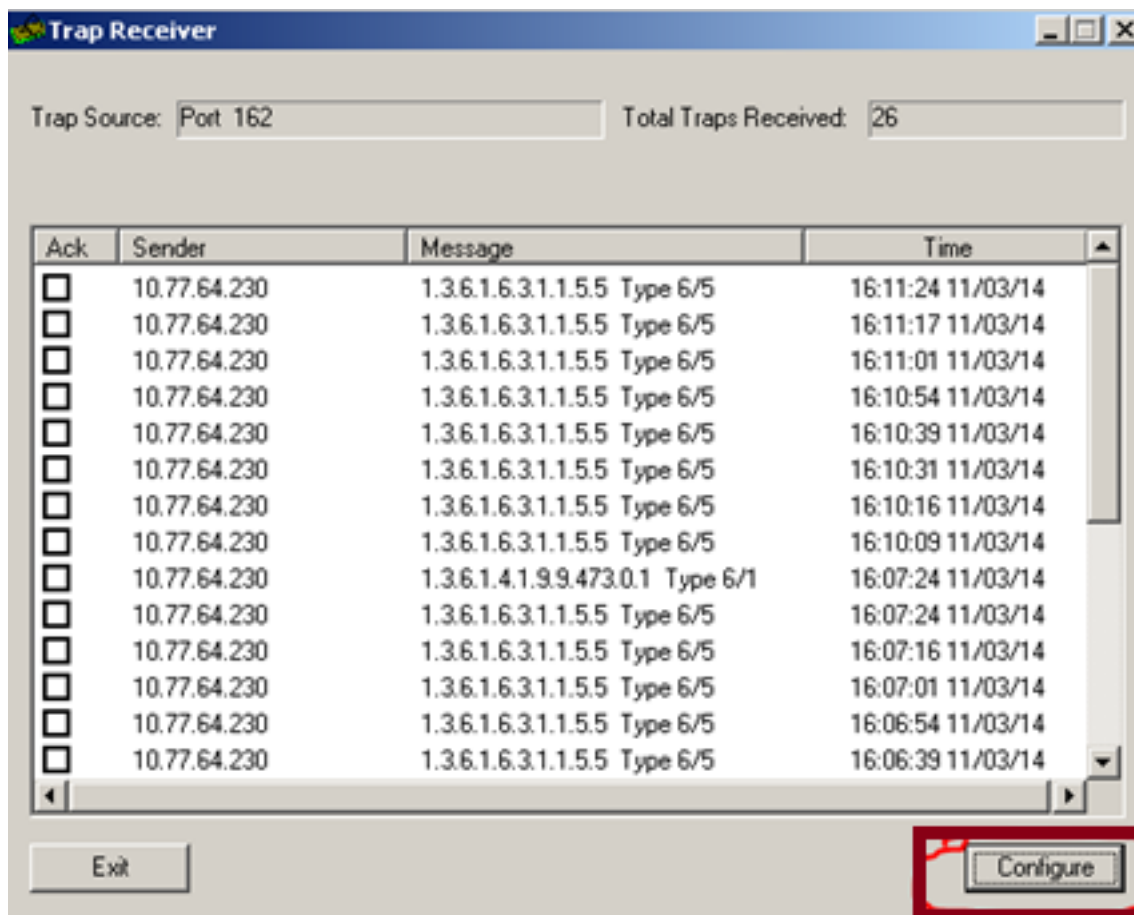 Trap Receiver
Trap Source: Port 162 Total Traps Received: 26
Ack Sender Message Time
10.77.64.230 1.3.6.1.6.3.1.1.5.5 Type 6/5 16:11:24 11/03/14
10.77.64.230 1.3.6.1.6.3.1.1.5.5 Type 6/5 16:11:17 11/03/14
10.77.64.230 1.3.6.1.6.3.1.1.5.5 Type 6/5 16:11:01 11/03/14
10.77.64.230 1.3.6.1.6.3.1.1.5.5 Type 6/5 16:10:54 11/03/14
10.77.64.230 1.3.6.1.6.3.1.1.5.5 Type 6/5 16:10:39 11/03/14
10.77.64.230 1.3.6.1.6.3.1.1.5.5 Type 6/5 16:10:31 11/03/14
10.77.64.230 1.3.6.1.6.3.1.1.5.5 Type 6/5 16:10:16 11/03/14
10.77.64.230 1.3.6.1.6.3.1.1.5.5 Type 6/5 16:10:09 11/03/14
10.77.64.230 1.3.6.1.4.1.9.9.473.0.1 Type 6/1 16:07:24 11/03/14
10.77.64.230 1.3.6.1.6.3.1.1.5.5 Type 6/5 16:07:24 11/03/14
10.77.64.230 1.3.6.1.6.3.1.1.5.5 Type 6/5 16:07:16 11/03/14
10.77.64.230 1.3.6.1.6.3.1.1.5.5 Type 6/5 16:07:01 11/03/14
10.77.64.230 1.3.6.1.6.3.1.1.5.5 Type 6/5 16:06:54 11/03/14
10.77.64.230 1.3.6.1.6.3.1.1.5.5 Type 6/5 16:06:39 11/03/14
Exit Configure